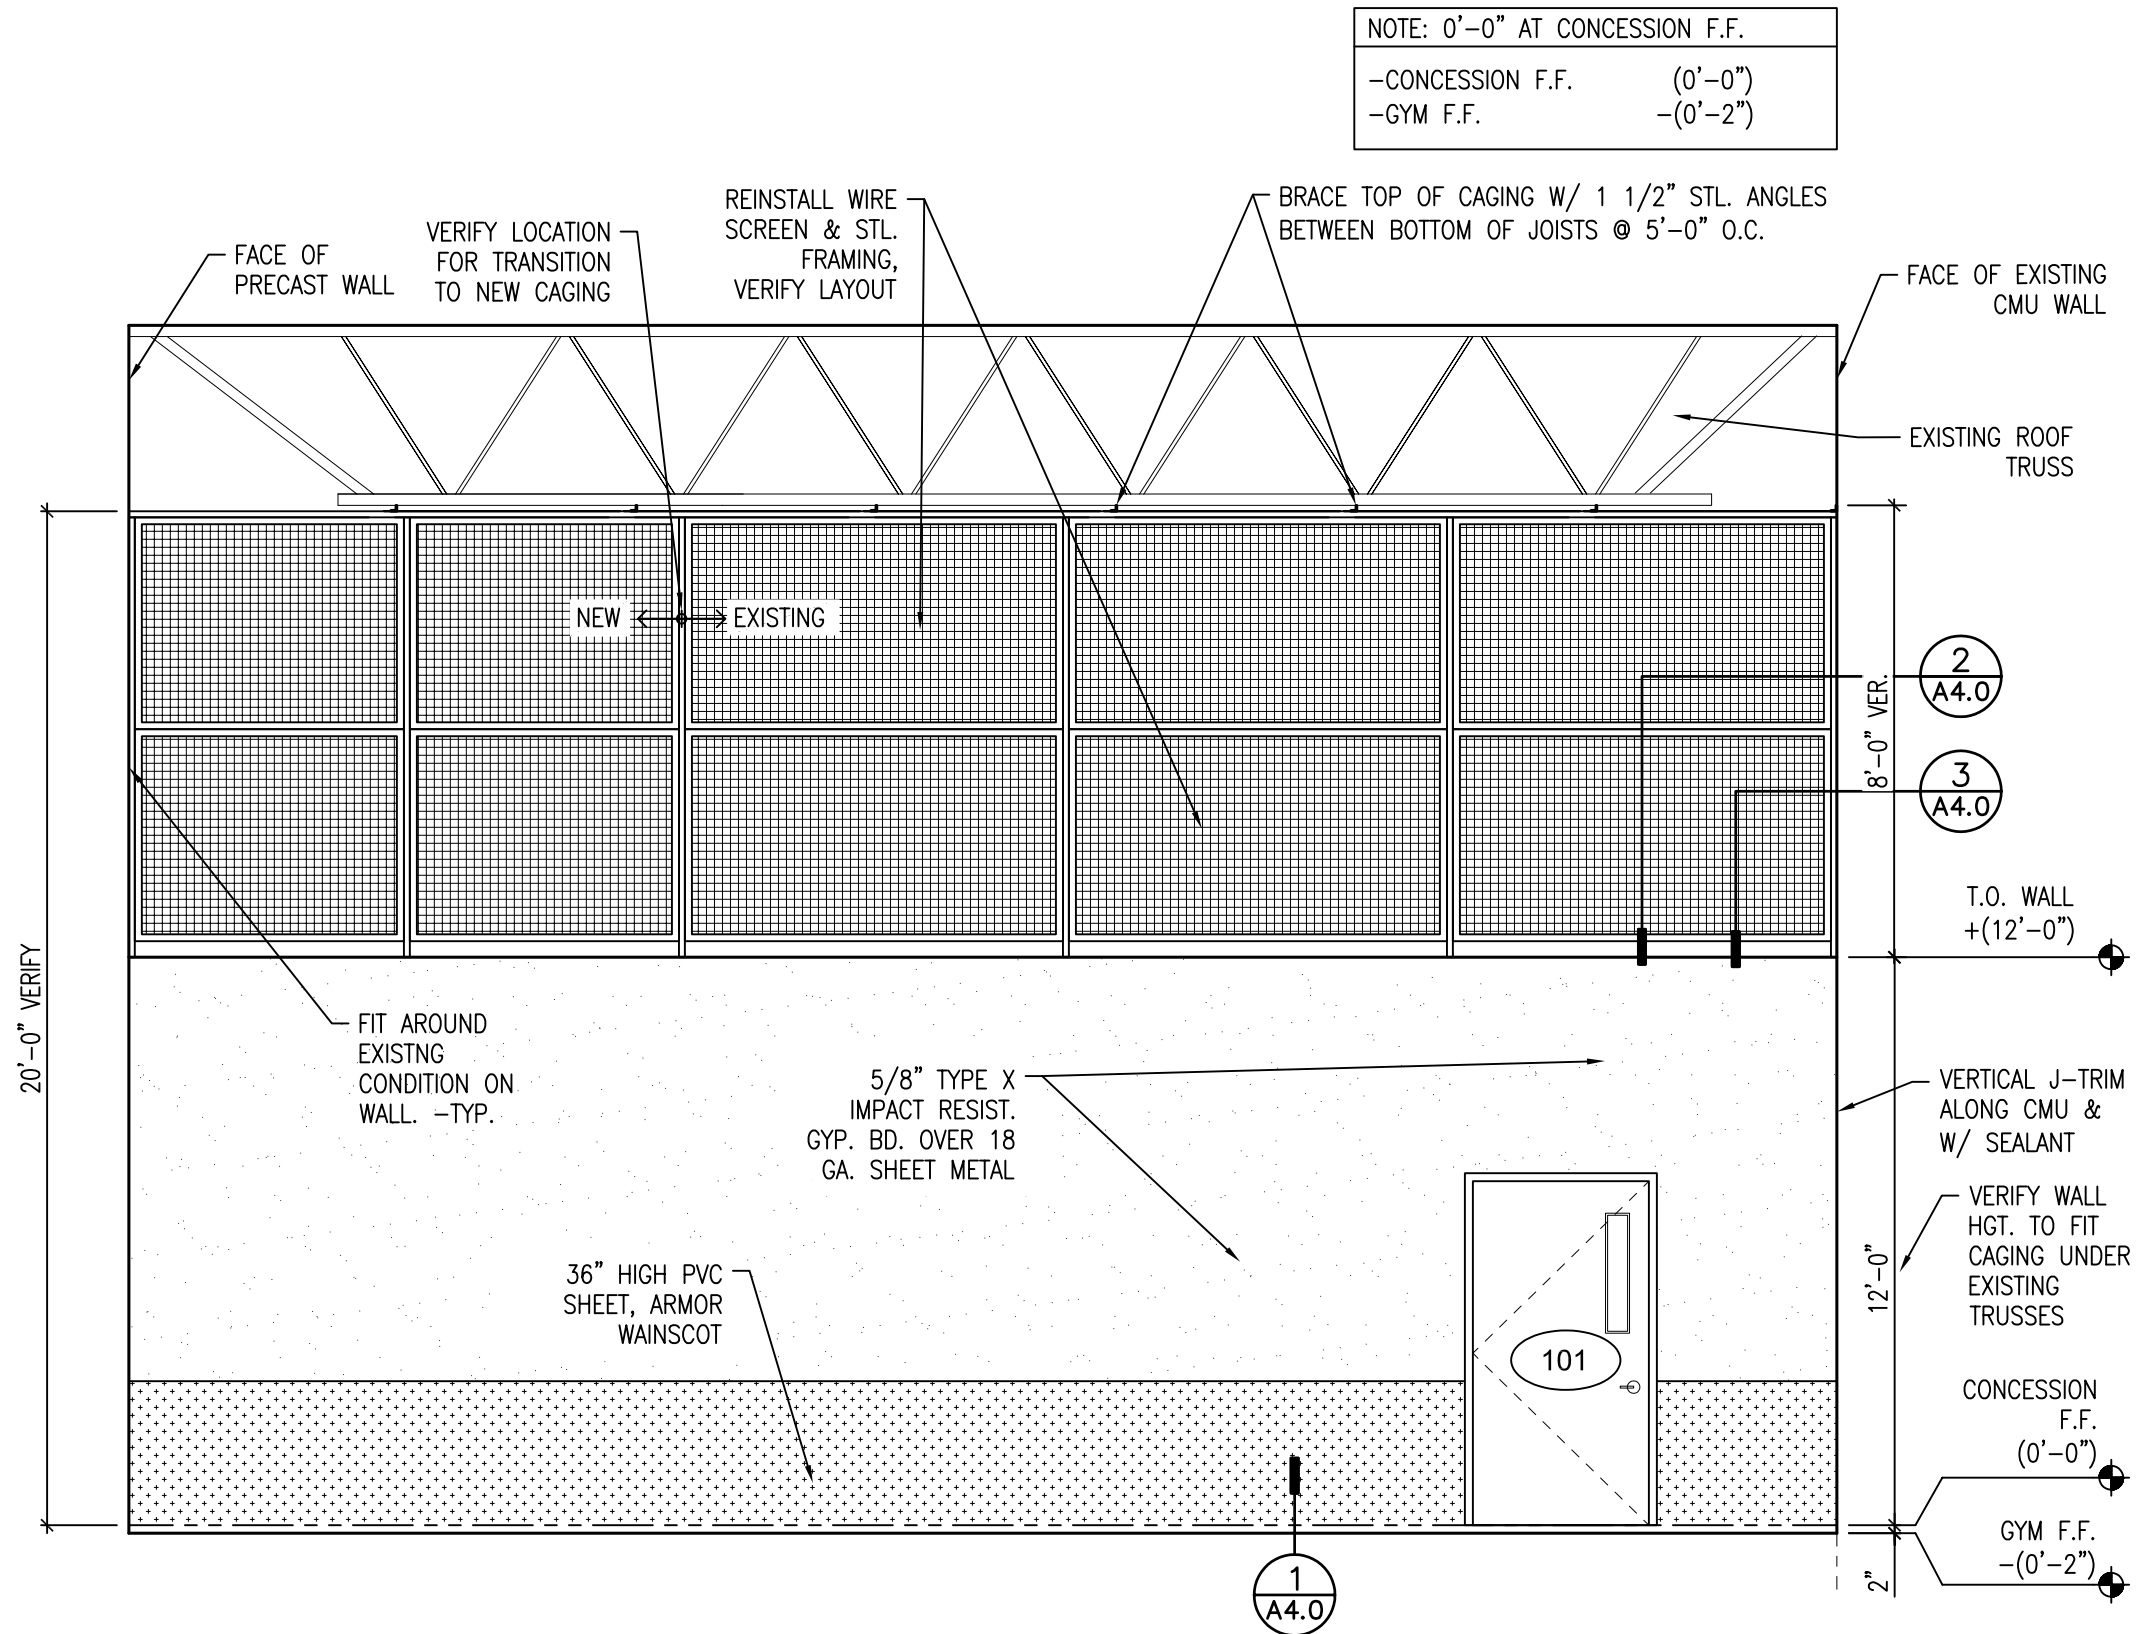 NOTE: 0'-0" AT CONCESSION F.F.
-CONCESSION F.F. (0'-0")
-GYM F.F. -(0'-2")
REINSTALL WIRE
SCREEN & STL.
FRAMING,
VERIFY LAYOUT
BRACE TOP OF CAGING W/ 1 1/2" STL. ANGLES
BETWEEN BOTTOM OF JOISTS @ 5'-0" O.C.
VERIFY LOCATION
FOR TRANSITION
TO NEW CAGING
FACE OF
PRECAST WALL
FACE OF EXISTING
CMU WALL
EXISTING ROOF
TRUSS
NEW
EXISTING
2
A4.0
8'-0" VER.
3
A4.0
T.O. WALL
+(12'-0")
20'-0" VERIFY
FIT AROUND
EXISTNG
CONDITION ON
WALL. -TYP.
5/8" TYPE X
IMPACT RESIST.
GYP. BD. OVER 18
GA. SHEET METAL
VERTICAL J-TRIM
ALONG CMU &
W/ SEALANT
VERIFY WALL
HGT. TO FIT
CAGING UNDER
EXISTING
TRUSSES
12'-0"
36" HIGH PVC
SHEET, ARMOR
WAINSCOT
101
CONCESSION
F.F.
(0'-0")
GYM F.F.
-(0'-2")
2"
1
A4.0